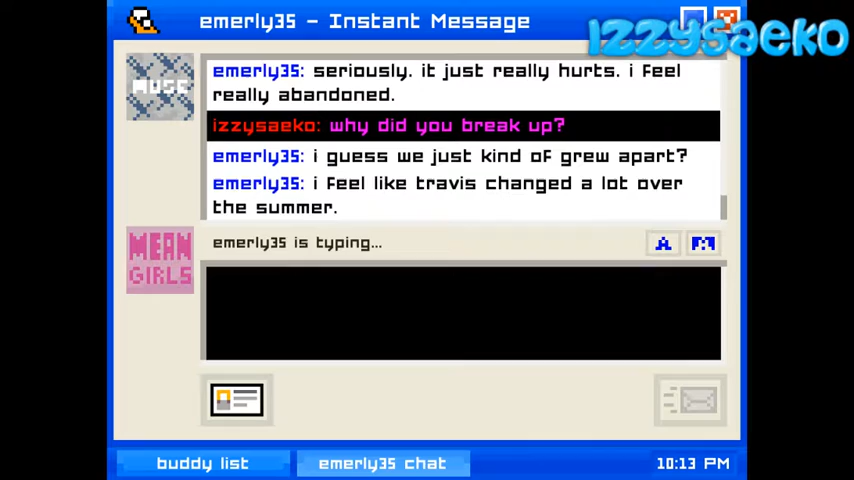 emerly35 - Instant Message
izzysaeko
MUSE
emerly35: seriously. it just really hurts. i feel
really abandoned.
izzysaeko: why did you break up?
emerly35: i guess we just kind of grew apart?
emerly35: i feel like travis changed a lot over
the summer.
MEAN
GIRLS
emerly35 is typing...
A
buddy list
emerly35 chat
10:13 PM